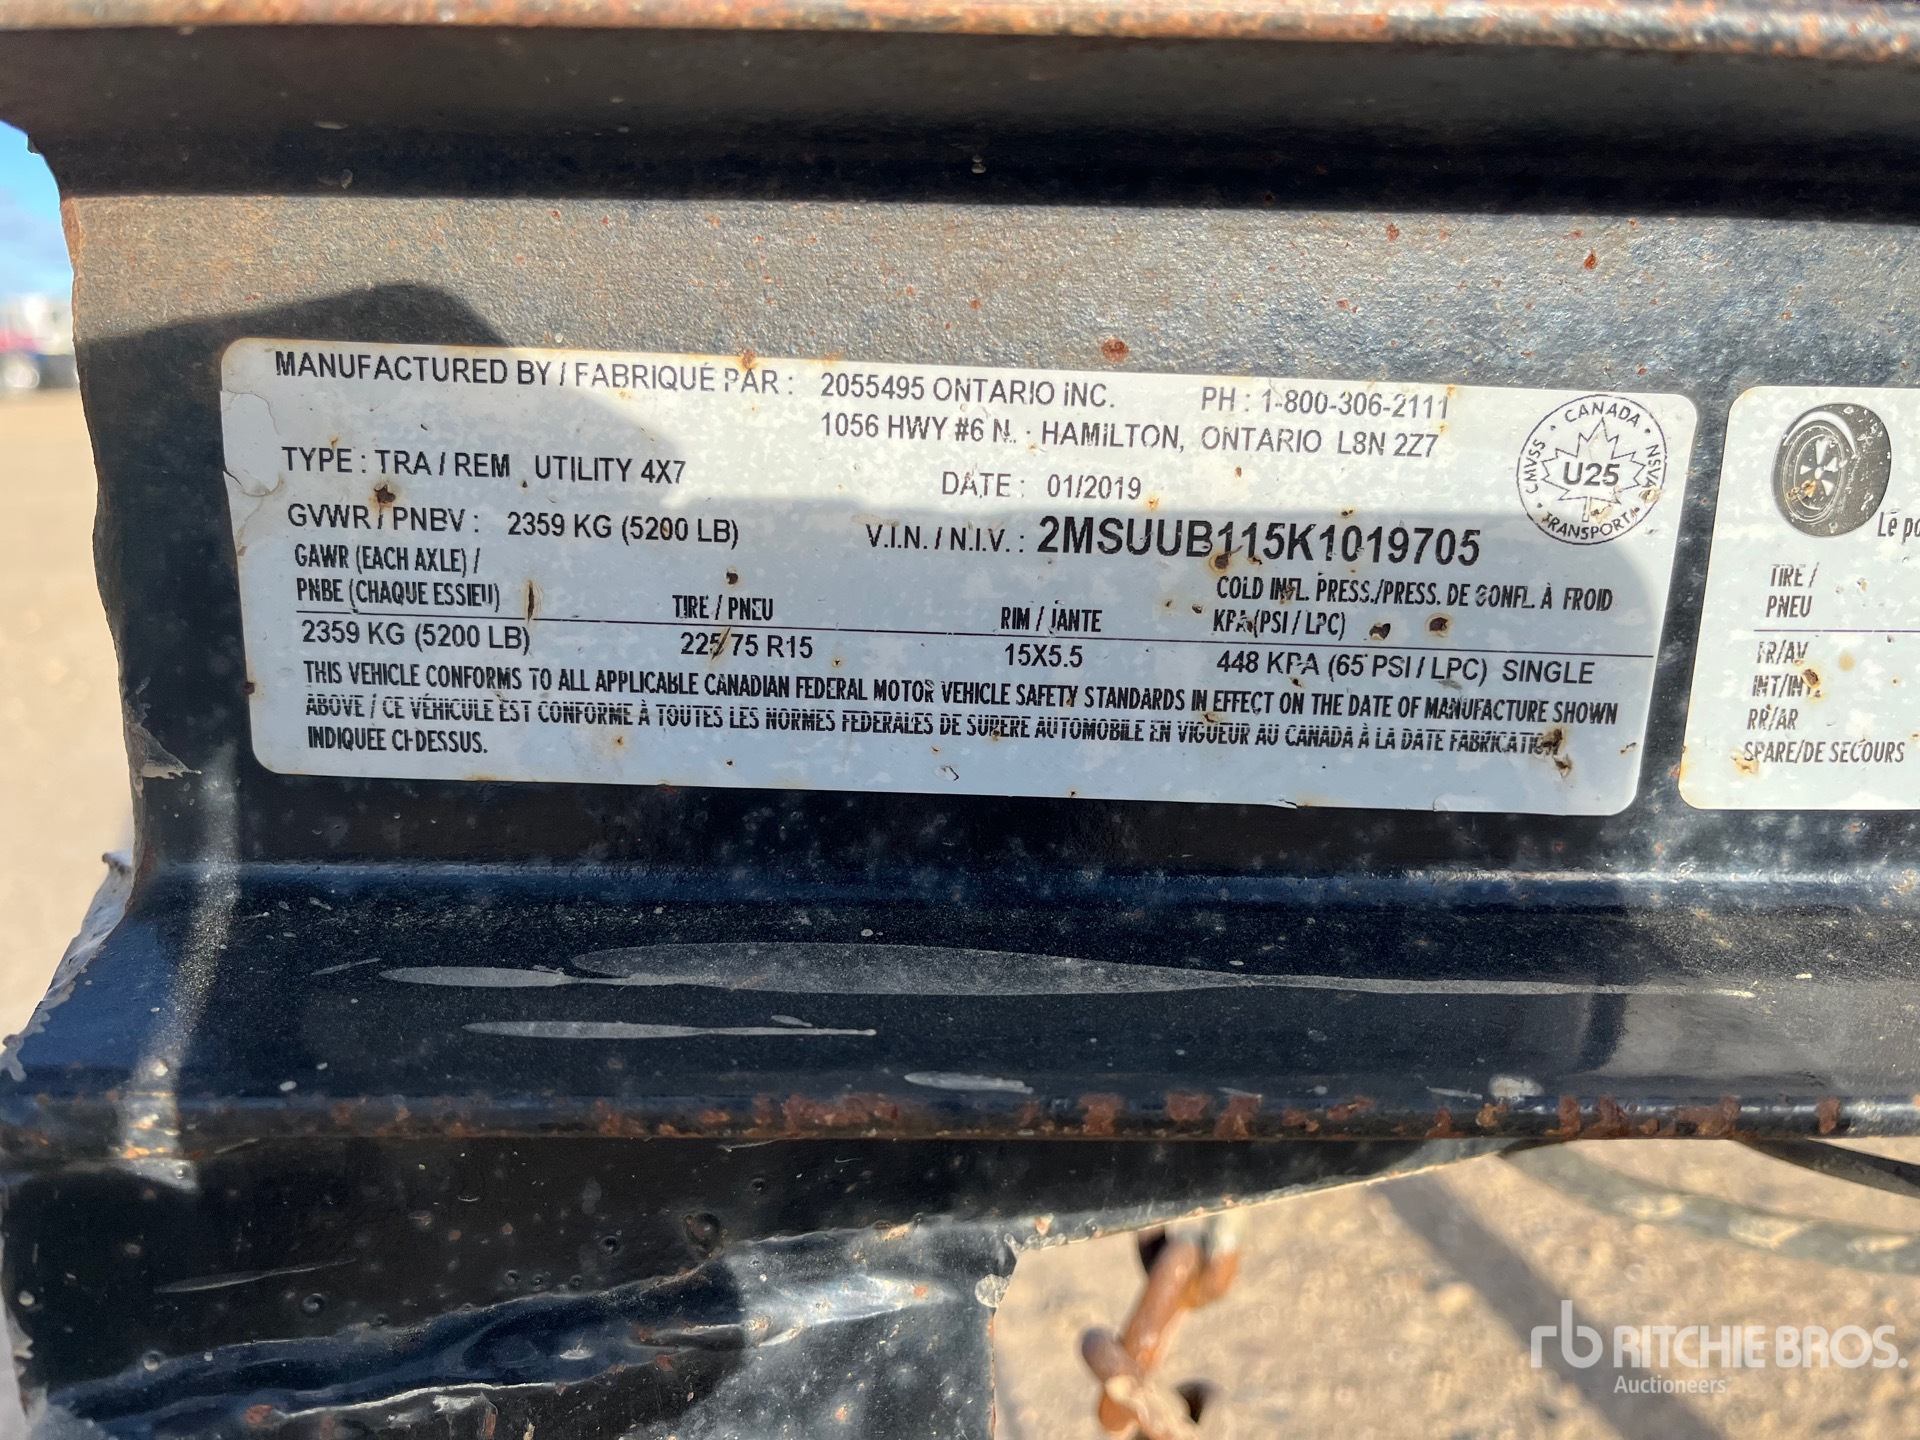 MANUFACTURED BY / FABRIQUÉ PAR : 2055495 ONTARIO INC. PH : 1-800-306-2111
1056 HWY #6 N. HAMILTON, ONTARIO L8N 2Z7
TYPE : TRA / REM , UTILITY 4X7 DATE : 01/2019
GVWR / PNBV : 2359 KG (5200 LB) V.I.N. / N.I.V. : 2MSUUB115K1019705
GAWR (EACH AXLE) /
PNBE (CHAQUE ESSIEU) TIRE / PNEU RIM / JANTE COLD INFL. PRESS./PRESS. DE GONFL. À FROID
KPA (PSI / LPC)
2359 KG (5200 LB) 225/75 R15 15X5.5 448 KPA (65 PSI / LPC) SINGLE
THIS VEHICLE CONFORMS TO ALL APPLICABLE CANADIAN FEDERAL MOTOR VEHICLE SAFETY STANDARDS IN EFFECT ON THE DATE OF MANUFACTURE SHOWN
ABOVE / CE VÉHICULE EST CONFORME À TOUTES LES NORMES FEDERALES DE SURERE AUTOMOBILE EN VIGUEUR AU CANADA À LA DATE FABRICATION
INDIQUEE CI-DESSUS.
CANADA
CMVSS NSVAC
U25
TRANSPORT
Le
TIRE /
PNEU
FR/AV
INT/INT
RR/AR
SPARE/DE SECOURS
rb RITCHIE BROS.
Auctioneers